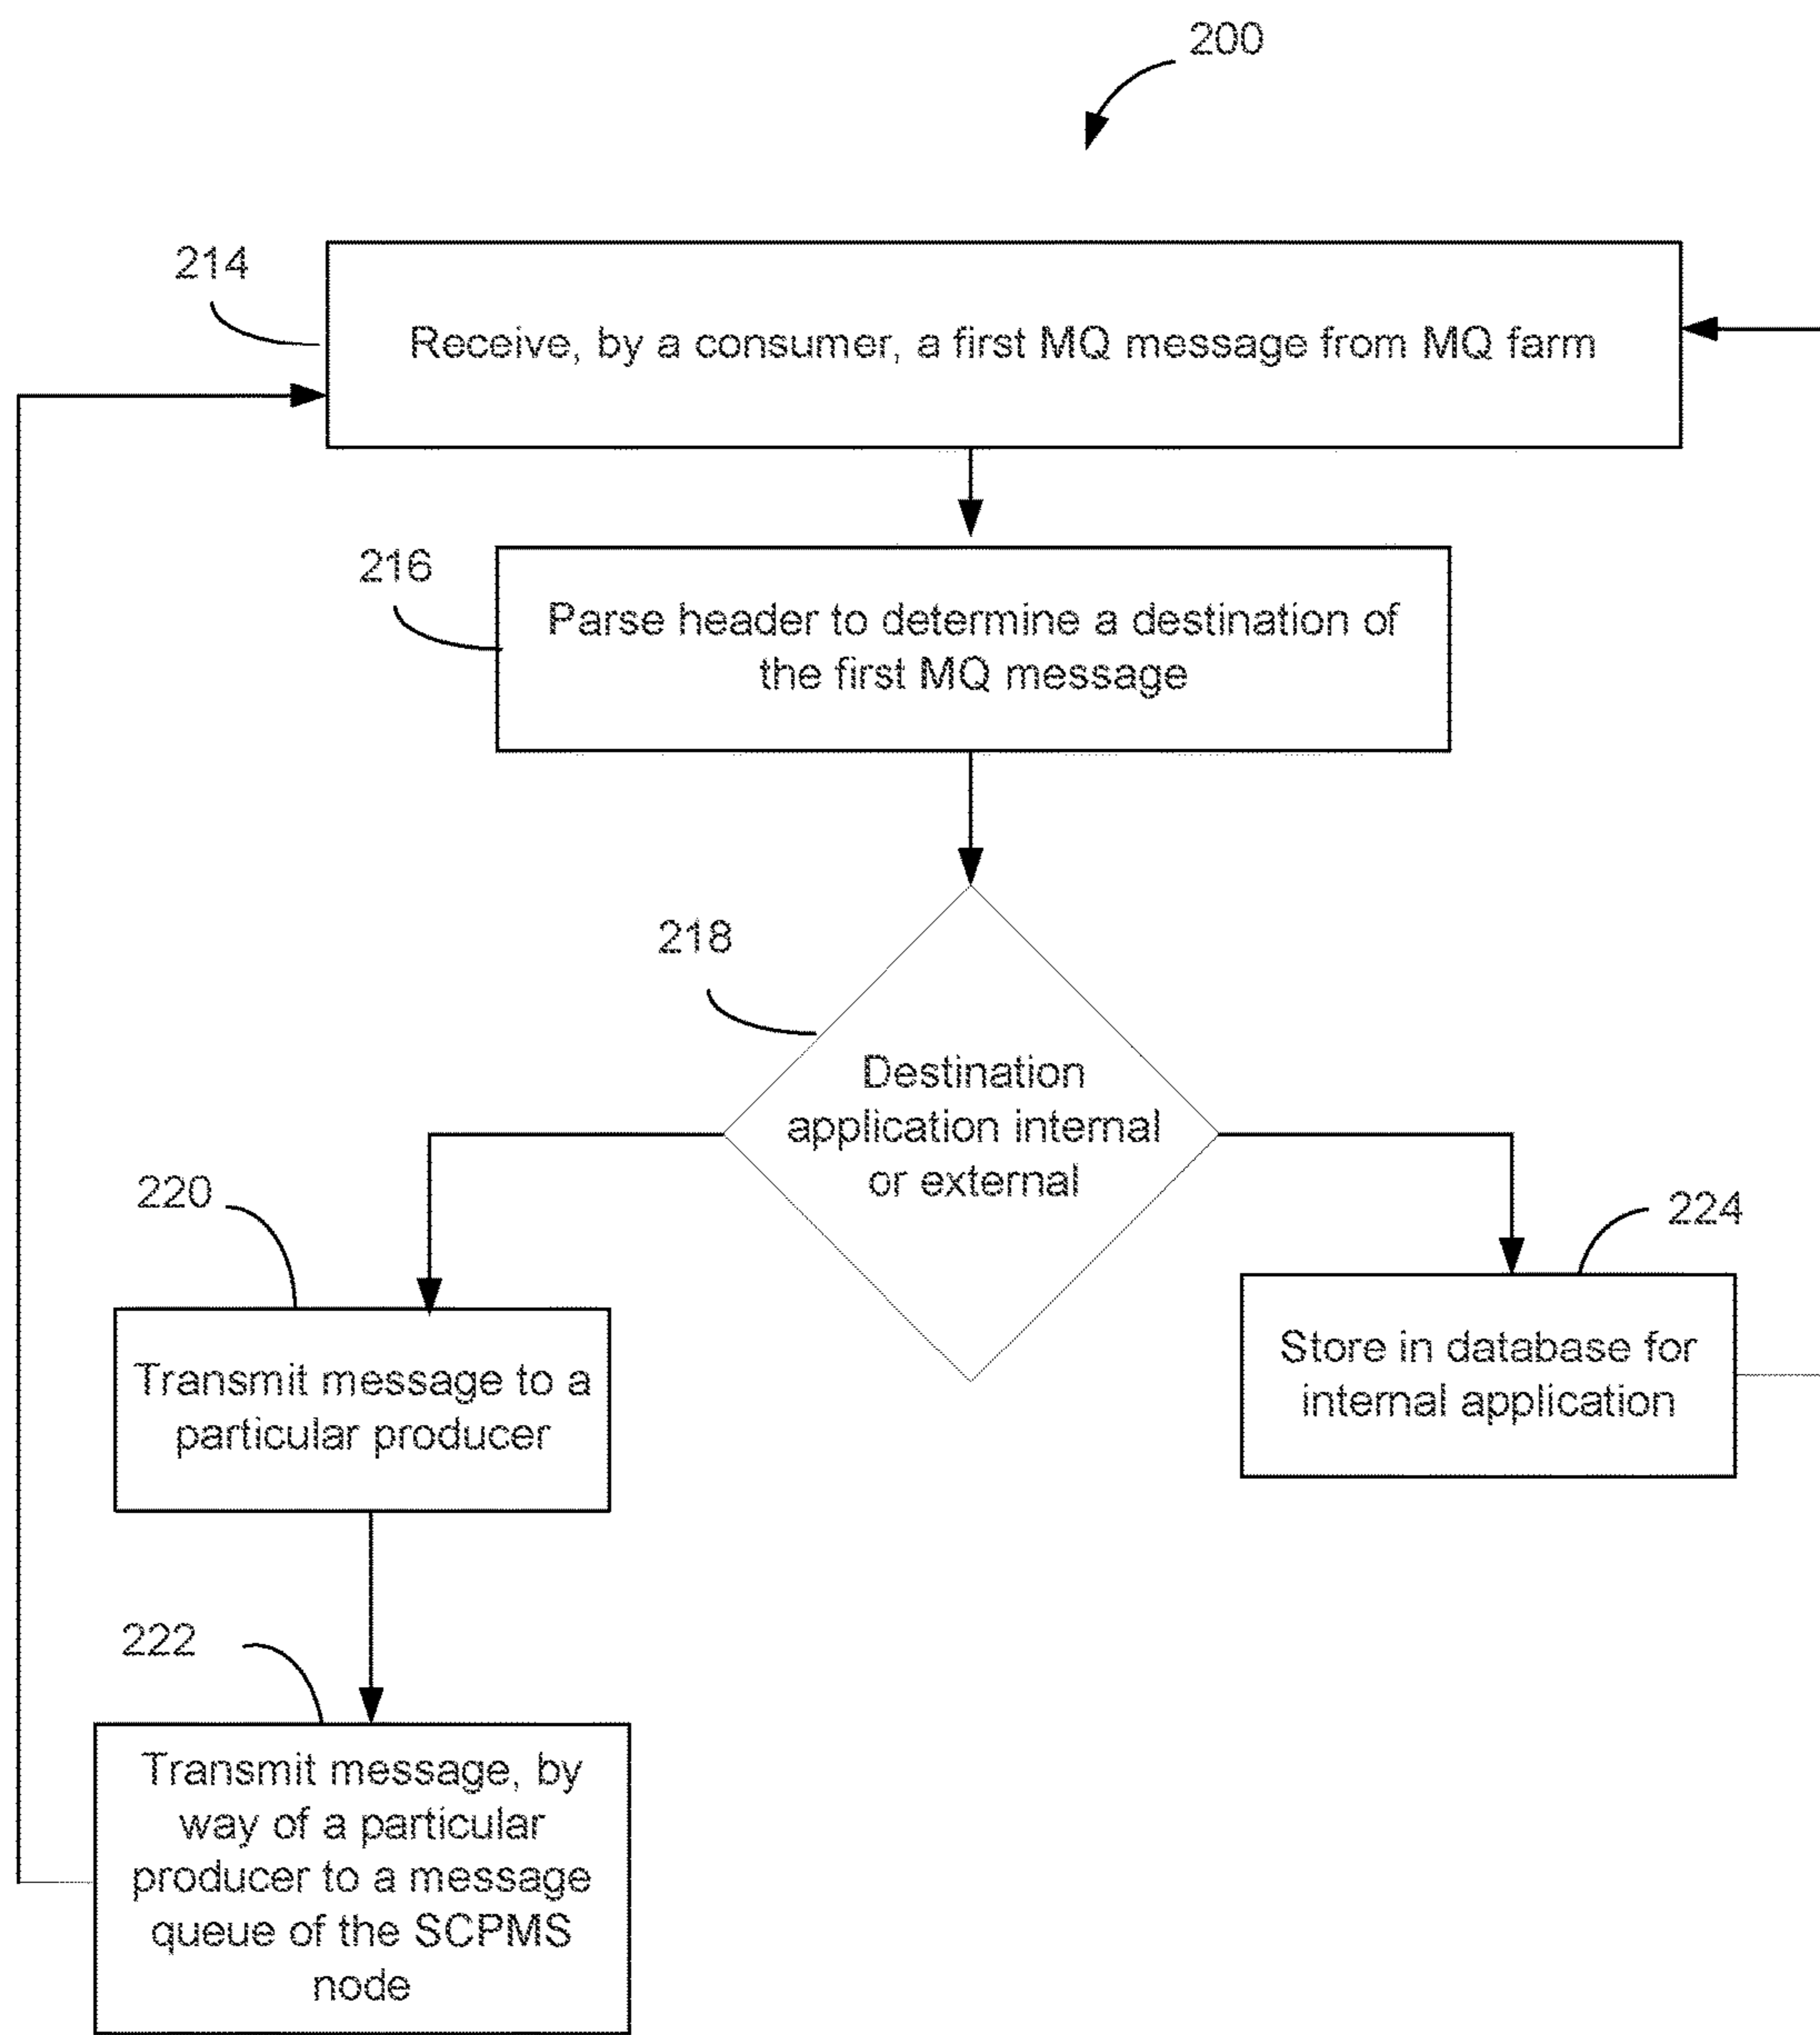 200
214
Receive, by a consumer, a first MQ message from MQ farm
216
Parse header to determine a destination of
the first MQ message
218
Destination
application internal
or external
220
Transmit message to a
particular producer
224
Store in database for
internal application
222
Transmit message, by
way of a particular
producer to a message
queue of the SCPMS
node